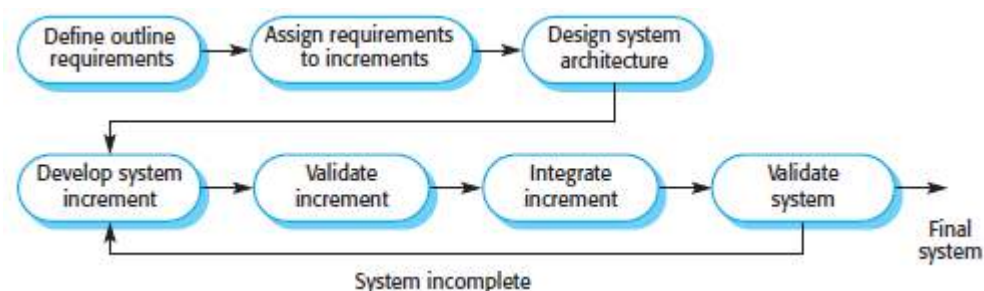 Define outline
requirements
Assign requirements
to increments
Design system
architecture
Develop system
increment
Validate
increment
Integrate
increment
Validate
system
Final
system
System incomplete